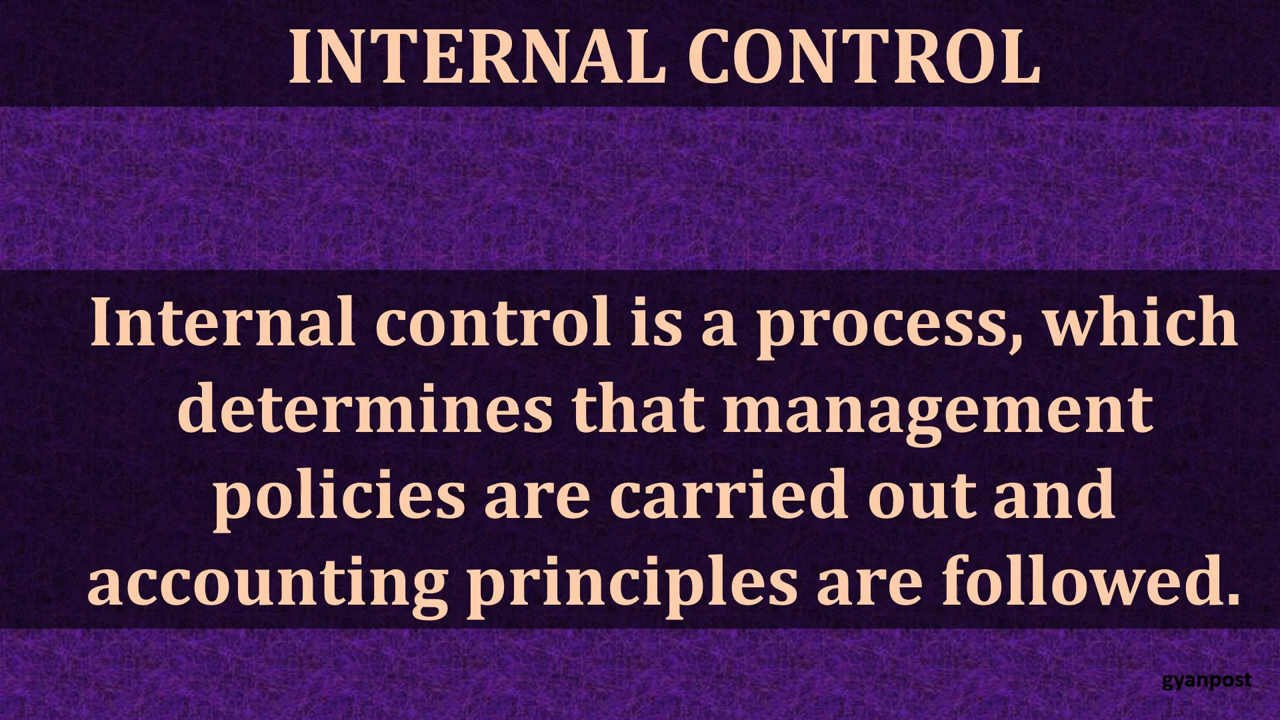 INTERNAL CONTROL
Internal control is a process, which
determines that management
policies are carried out and
accounting principles are followed.
gyanpost